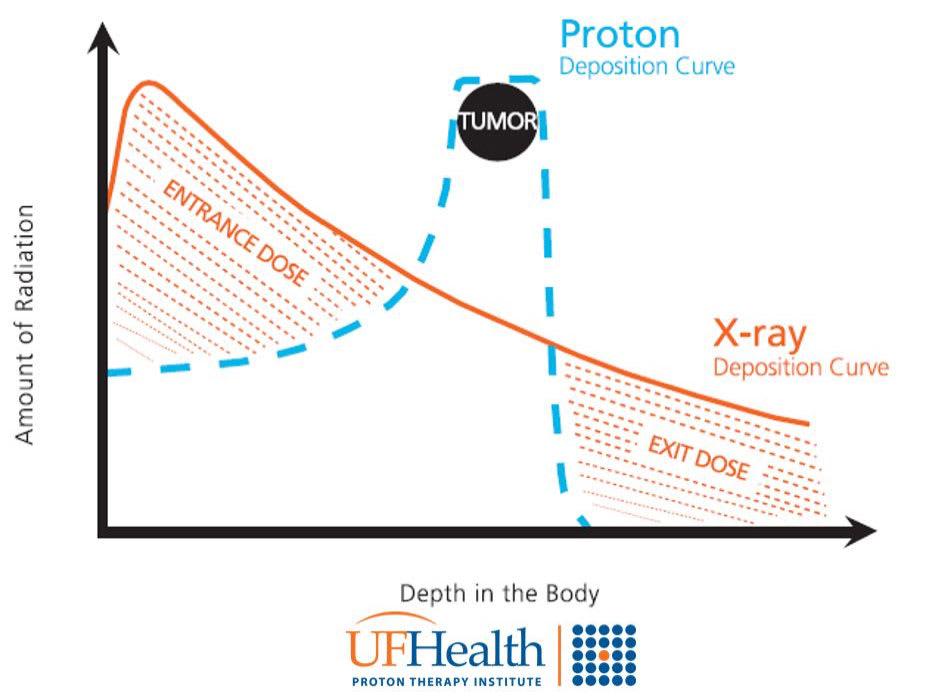 Proton
Deposition Curve
TUMOR
ENTRANCE DOSE
Amount of Radiation
X-ray
Deposition Curve
EXIT DOSE
Depth in the Body
UFHealth
PROTON THERAPY INSTITUTE